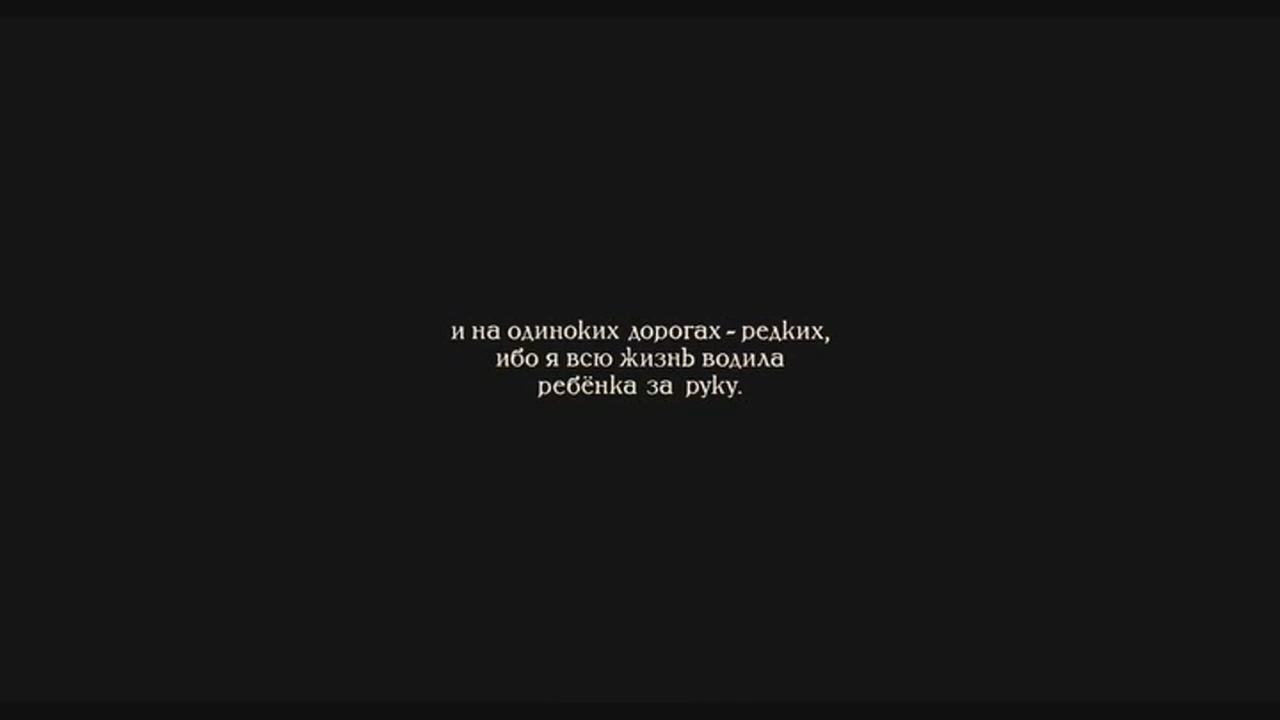 и на одиноких дорогах - редких,
ибо я всю жизнь водила
ребёнка за руку.